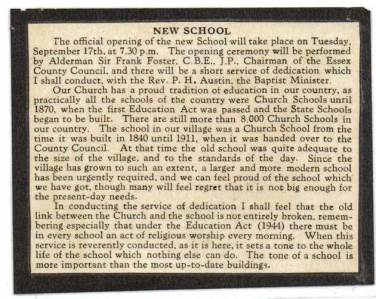 NEW SCHOOL
The official opening of the new School will take place on Tuesday,
September 17th, at 7.30 p.m. The opening ceremony will be performed
by Alderman Sir Frank Foster, C.B.E., J.P., Chairman of the Essex
County Council, and there will be a short service of dedication which
I shall conduct, with the Rev. P. H. Austin, the Baptist Minister.
Our Church has a proud tradition of education in our country, as
practically all the schools of the country were Church Schools until
1870, when the first Education Act was passed and the State Schools
began to be built. There are still more than 8,000 Church Schools in
our country. The school in our village was a Church School from the
time it was built in 1840 until 1911, when it was handed over to the
County Council. At that time the old school was quite adequate to
the size of the village, and to the standards of the day. Since the
village has grown to such an extent, a larger and more modern school
has been urgently required, and we can feel proud of the school which
we have got, though many will feel regret that it is not big enough for
the present-day needs.
In conducting the service of dedication I shall feel that the old
link between the Church and the school is not entirely broken, remem-
bering especially that under the Education Act (1944) there must be
in every school an act of religious worship every morning. When this
service is reverently conducted, as it is here, it sets a tone to the whole
life of the school which nothing else can do. The tone of a school is
more important than the most up-to-date buildings.